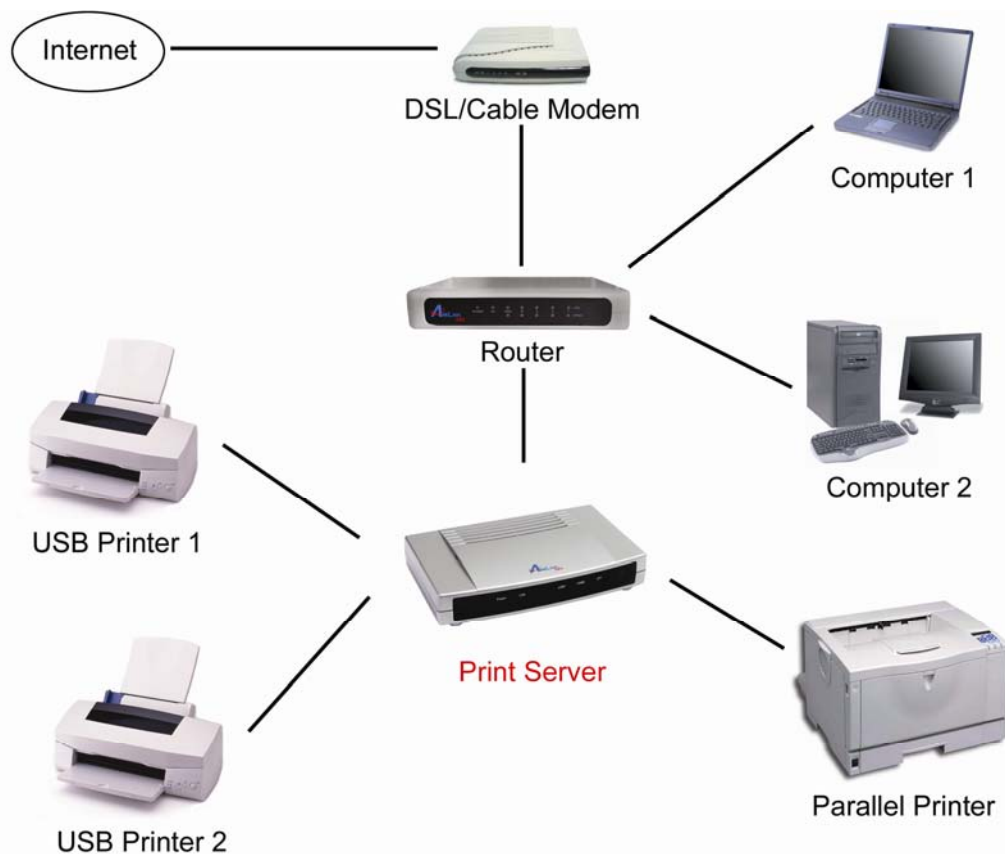 Internet
DSL/Cable Modem
Computer 1
Router
Computer 2
USB Printer 1
Print Server
USB Printer 2
Parallel Printer